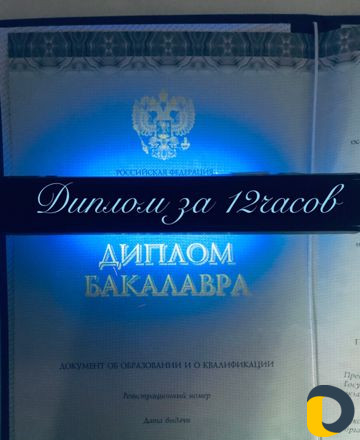 РОССИЙСКАЯ ФЕДЕРАЦИЯ
Диплом за 12часов
ДИПЛОМ
БАКАЛАВРА
ДОКУМЕНТ ОБ ОБРАЗОВАНИИ И О КВАЛИФИКАЦИИ
Регистрационный номер
Дата выдачи